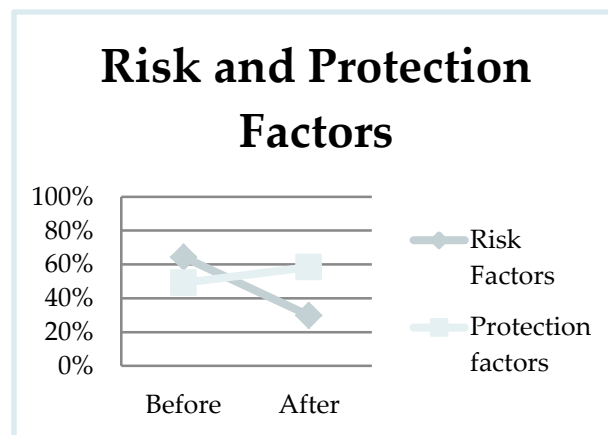 Risk and Protection
Factors
100%
80%
60%
40%
20%
0%
Before
After
Risk
Factors
Protection
factors